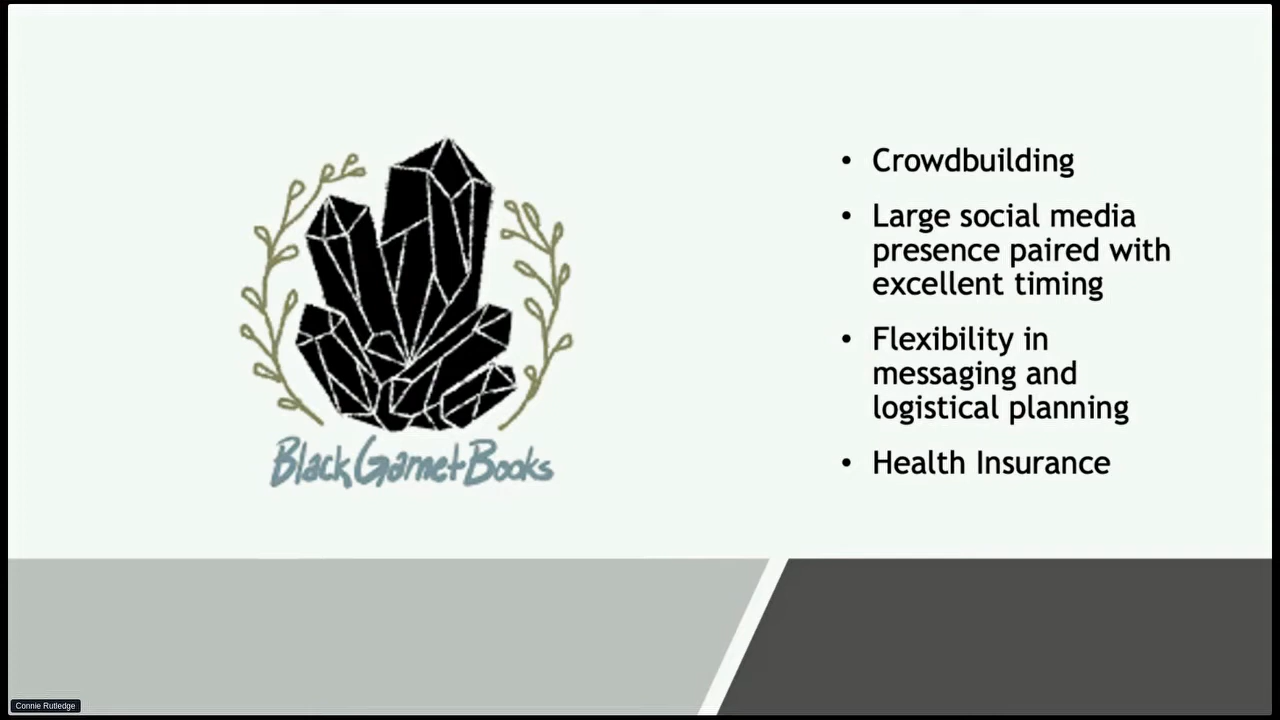 Black Garnet Books
• Crowdbuilding
• Large social media
presence paired with
excellent timing
• Flexibility in
messaging and
logistical planning
• Health Insurance
Connie Rutledge